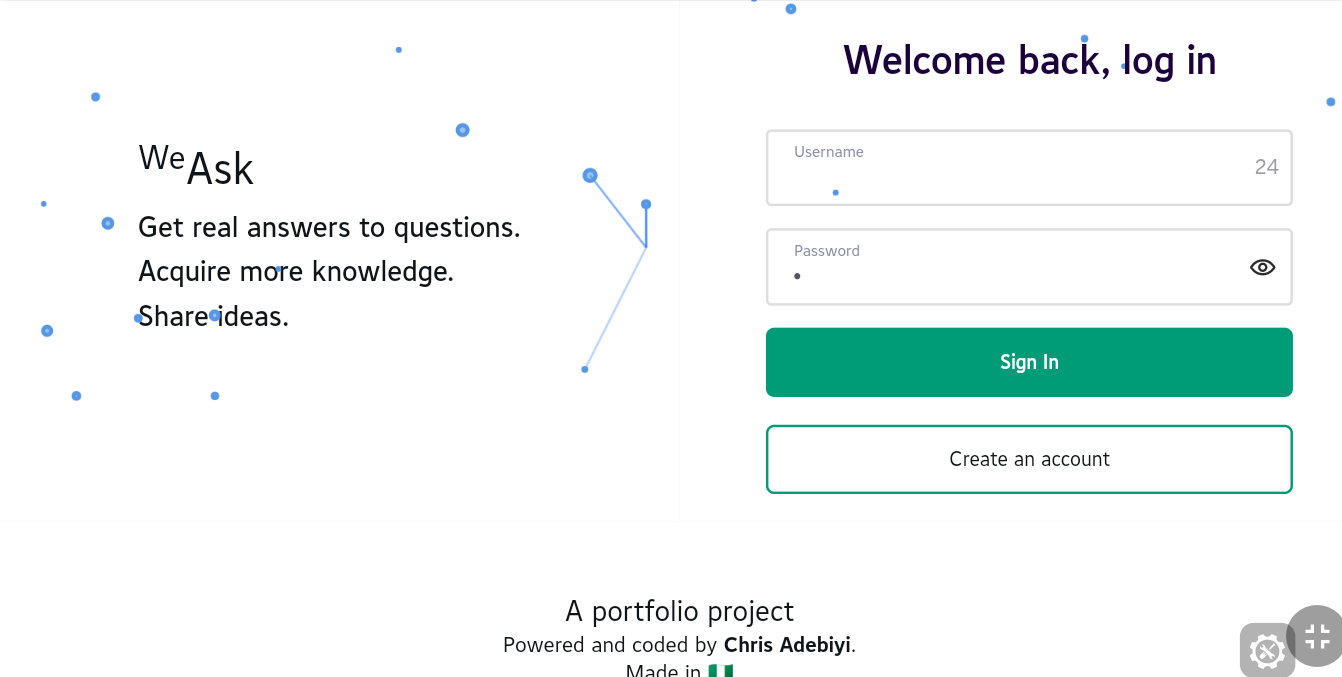 WeAsk
Get real answers to questions.
Acquire more knowledge.
Share ideas.
Welcome back, log in
Username
24
Password
•
Sign In
Create an account
A portfolio project
Powered and coded by Chris Adebiyi.
Made in 🇳🇬